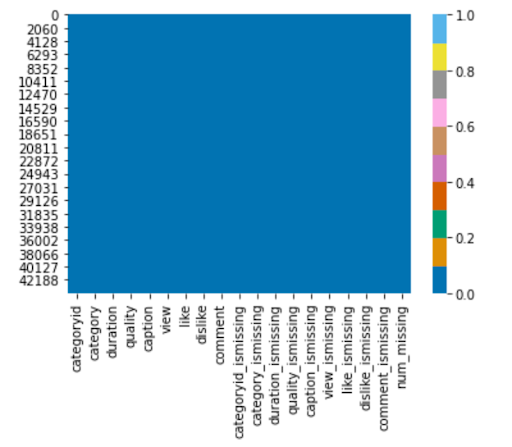 0
2060
4128
6293
8352
10411
12470
14529
16590
18651
20811
22872
24943
27031
29126
31835
33938
36002
38066
40127
42188
1.0
0.8
0.6
0.4
0.2
0.0
categoryid
category
duration
quality
caption
view
like
dislike
comment
categoryid_ismissing
category_ismissing
duration_ismissing
quality_ismissing
caption_ismissing
view_ismissing
like_ismissing
dislike_ismissing
comment_ismissing
num_missing